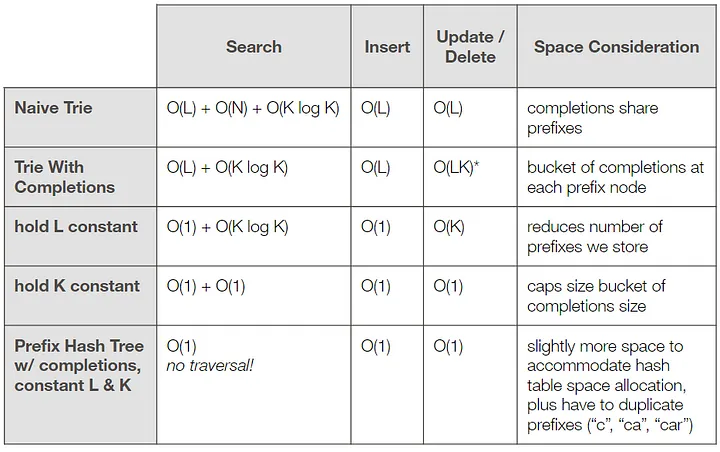 Search
Insert
Update /
Delete
Space Consideration
Naive Trie
O(L) + O(N) + O(K log K)
O(L)
O(L)
completions share
prefixes
Trie With
Completions
O(L) + O(K log K)
O(L)
O(LK)*
bucket of completions at
each prefix node
hold L constant
O(1) + O(K log K)
O(1)
O(K)
reduces number of
prefixes we store
hold K constant
O(1) + O(1)
O(1)
O(1)
caps size bucket of
completions size
Prefix Hash Tree
w/ completions,
constant L & K
O(1)
no traversal!
O(1)
O(1)
slightly more space to
accommodate hash
table space allocation,
plus have to duplicate
prefixes (“c”, “ca”, “car”)